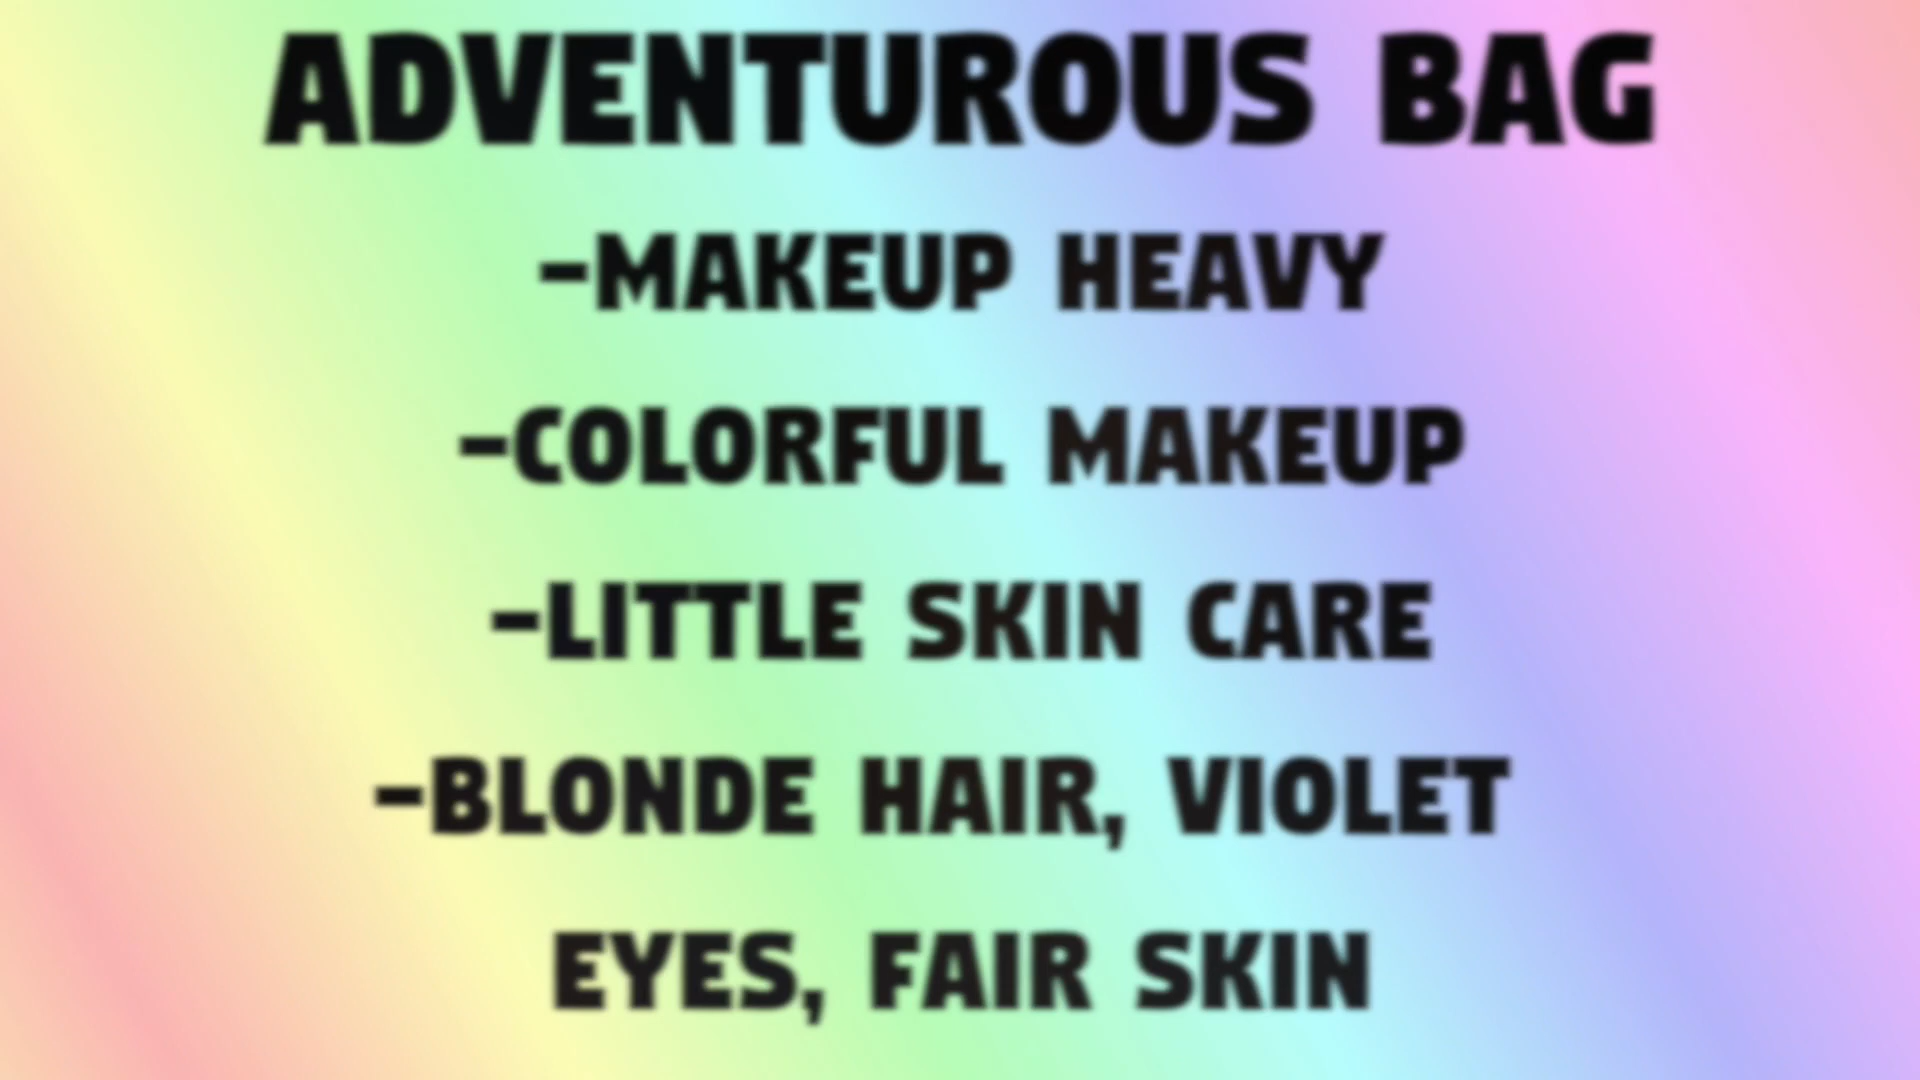 ADVENTUROUS BAG
-MAKEUP HEAVY
-COLORFUL MAKEUP
-LITTLE SKIN CARE
-BLONDE HAIR, VIOLET
EYES, FAIR SKIN